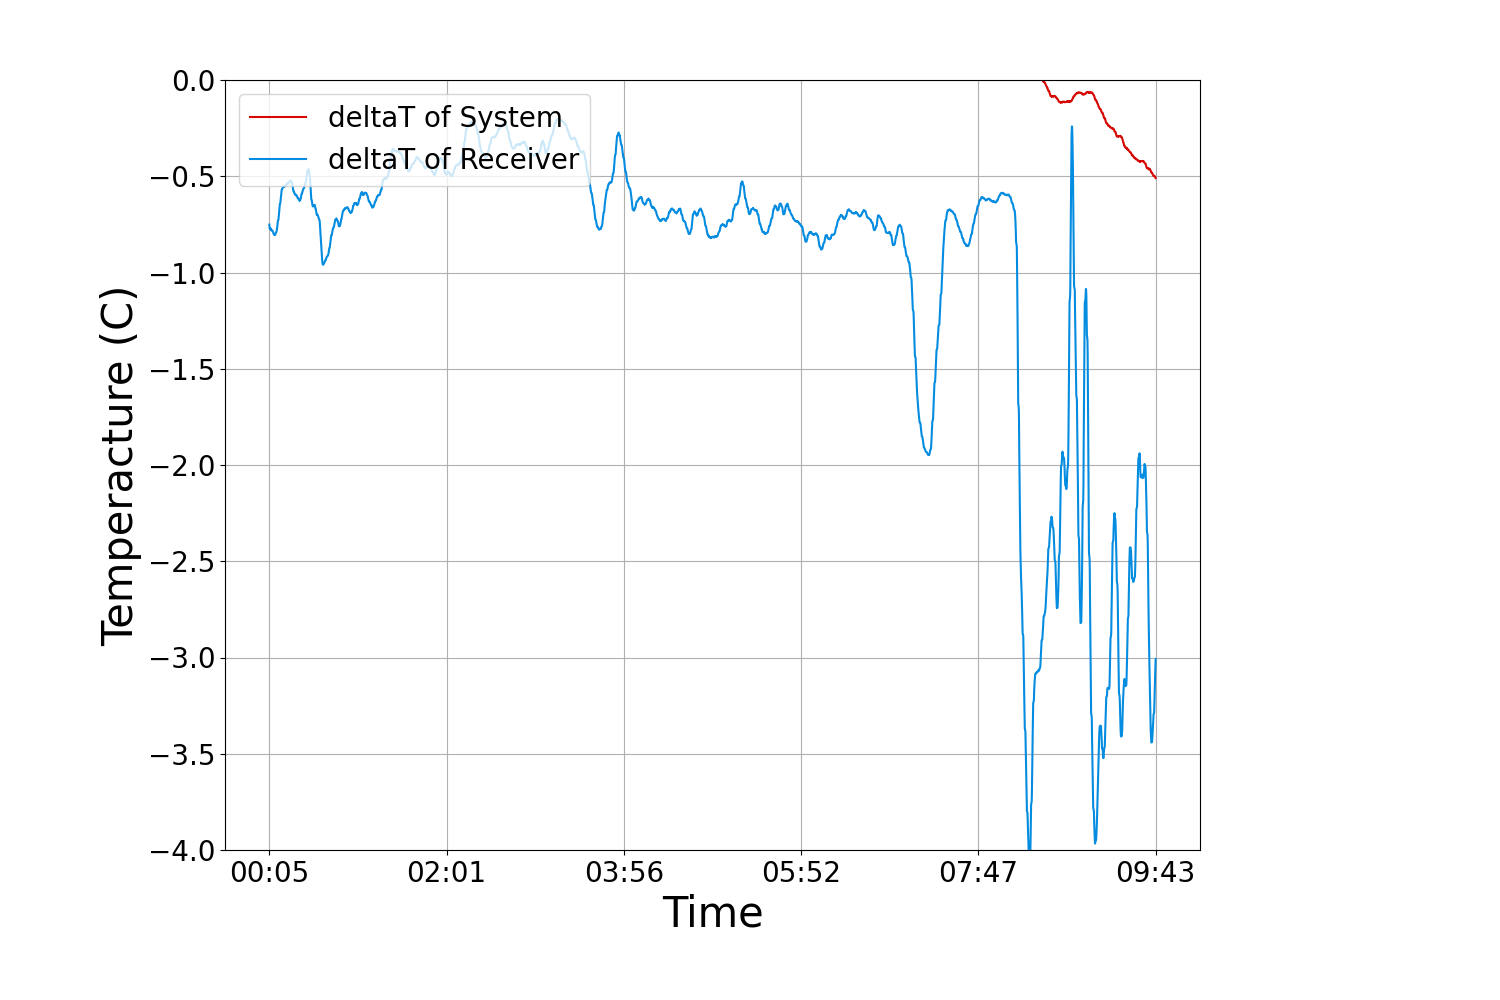 deltaT of System
deltaT of Receiver
0.0
−0.5
−1.0
−1.5
−2.0
−2.5
−3.0
−3.5
−4.0
Temperacture (C)
00:05 02:01 03:56 05:52 07:47 09:43
Time